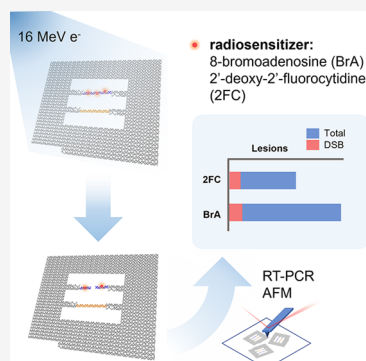 16 MeV e⁻
radiosensitizer:
8-bromoadenosine (BrA)
2'-deoxy-2'-fluorocytidine
(2FC)
Total
DSB
Lesions
2FC
BrA
RT-PCR
AFM